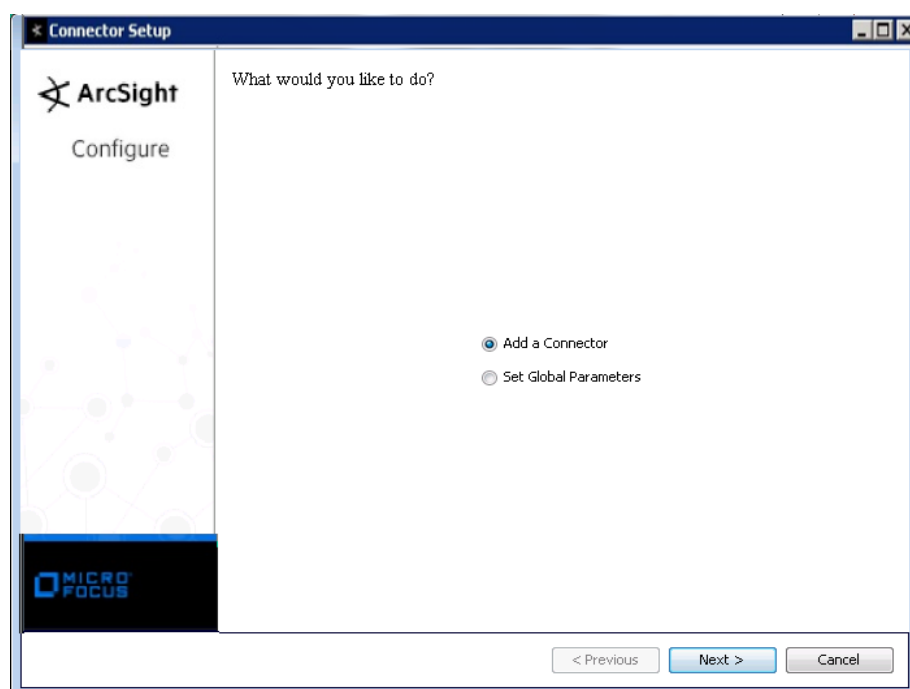 Connector Setup
ArcSight
Configure
What would you like to do?
Add a Connector
Set Global Parameters
MICRO
FOCUS
< Previous
Next >
Cancel